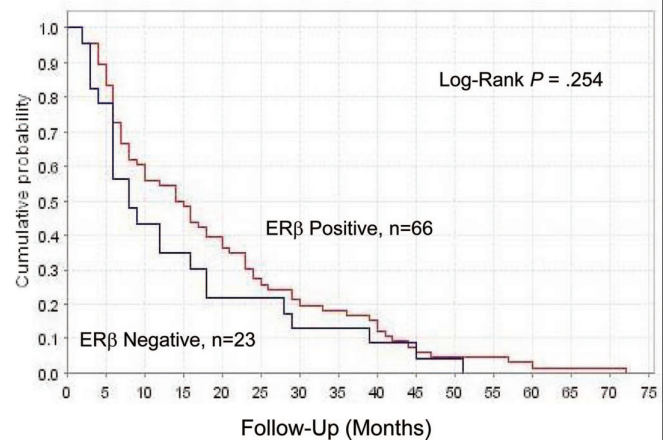 1.0
0.9
0.8
0.7
0.6
0.5
0.4
0.3
0.2
0.1
0.0
Cumulative probability
Log-Rank P = .254
ERβ Positive, n=66
ERβ Negative, n=23
0 5 10 15 20 25 30 35 40 45 50 55 60 65 70 75
Follow-Up (Months)